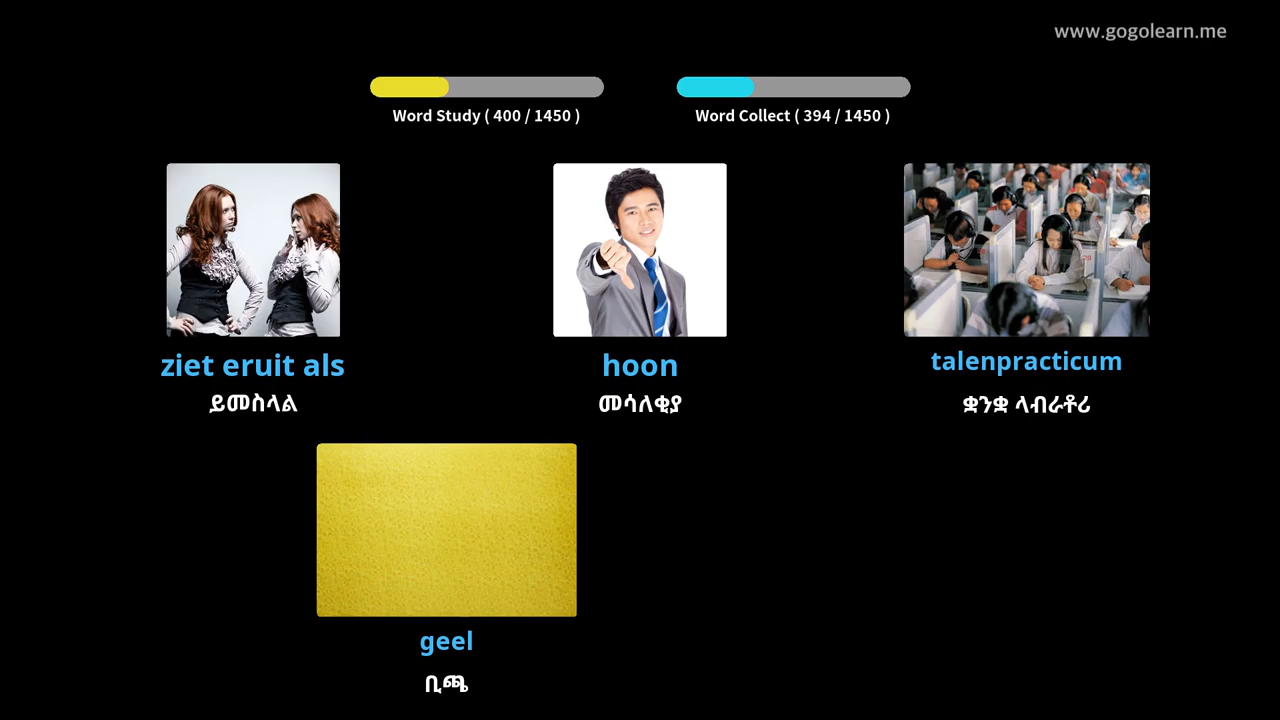 www.gogolearn.me
Word Study ( 400 / 1450 )
Word Collect ( 394 / 1450 )
ziet eruit als
ይመስላል
hoon
መሳለቂያ
talenpracticum
ቋንቋ ላብራቶሪ
geel
ቢጫ